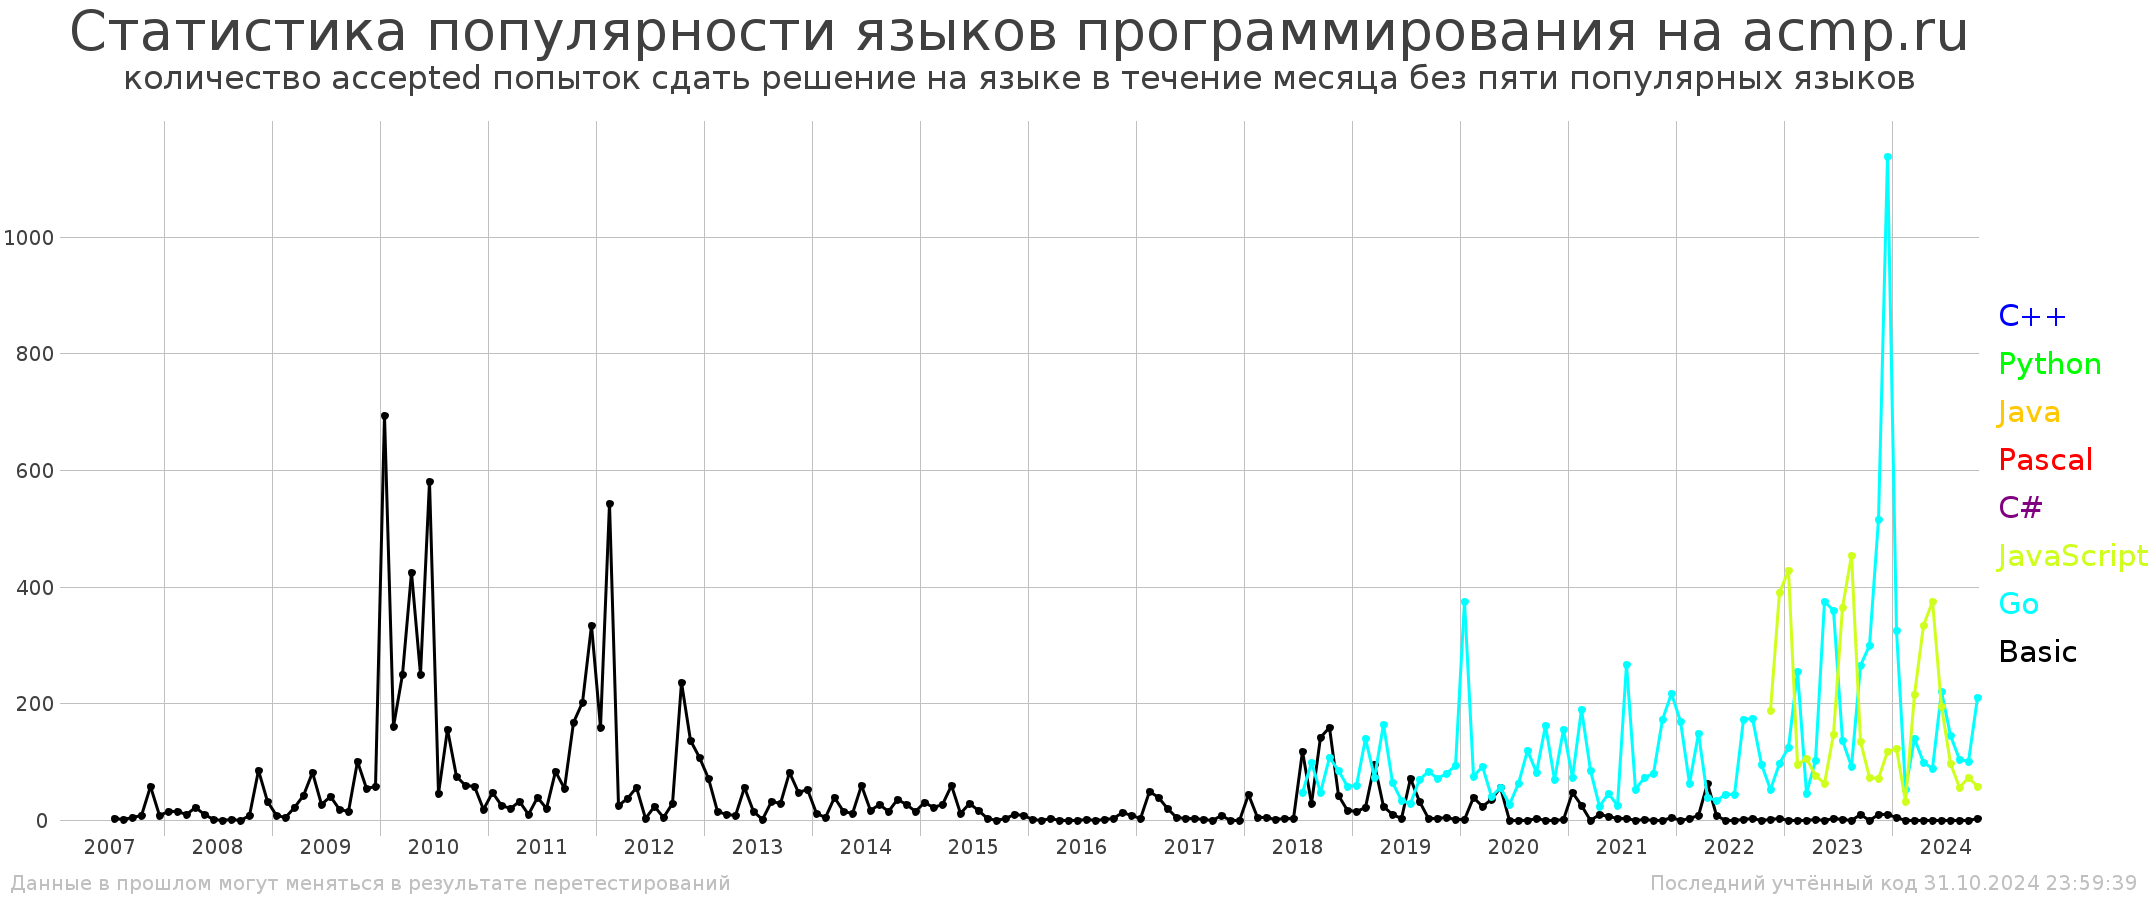 Статистика популярности языков программирования на acmp.ru
количество accepted попыток сдать решение на языке в течение месяца без пяти популярных языков
1000
800
600
400
200
0
2007 2008 2009 2010 2011 2012 2013 2014 2015 2016 2017 2018 2019 2020 2021 2022 2023 2024
C++
Python
Java
Pascal
C#
JavaScript
Go
Basic
Данные в прошлом могут меняться в результате перетестирований
Последний учтённый код 31.10.2024 23:59:39